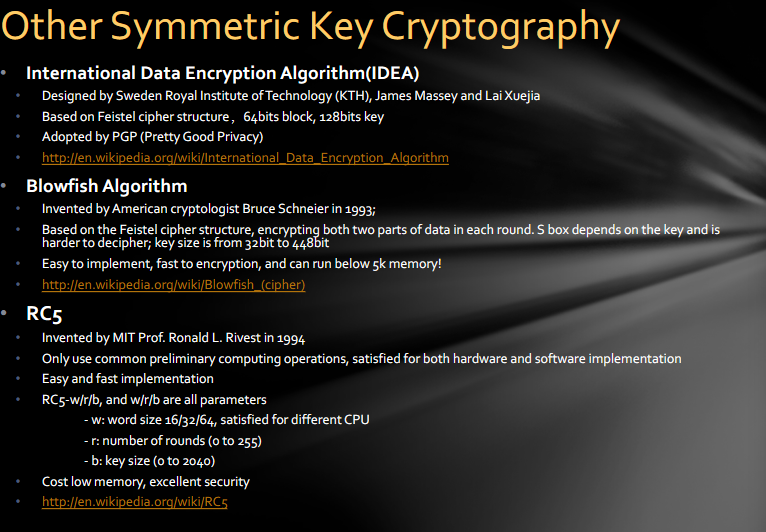 Other Symmetric Key Cryptography
International Data Encryption Algorithm(IDEA)
Designed by Sweden Royal Institute of Technology (KTH), James Massey and Lai Xuejia
Based on Feistel cipher structure，64bits block, 128bits key
Adopted by PGP (Pretty Good Privacy)
http://en.wikipedia.org/wiki/International_Data_Encryption_Algorithm
Blowfish Algorithm
Invented by American cryptologist Bruce Schneier in 1993;
Based on the Feistel cipher structure, encrypting both two parts of data in each round. S box depends on the key and is
harder to decipher; key size is from 32bit to 448bit
Easy to implement, fast to encryption, and can run below 5k memory!
http://en.wikipedia.org/wiki/Blowfish_(cipher)
RC5
Invented by MIT Prof. Ronald L. Rivest in 1994
Only use common preliminary computing operations, satisfied for both hardware and software implementation
Easy and fast implementation
RC5-w/r/b, and w/r/b are all parameters
- w: word size 16/32/64, satisfied for different CPU
- r: number of rounds (0 to 255)
- b: key size (0 to 2040)
Cost low memory, excellent security
http://en.wikipedia.org/wiki/RC5